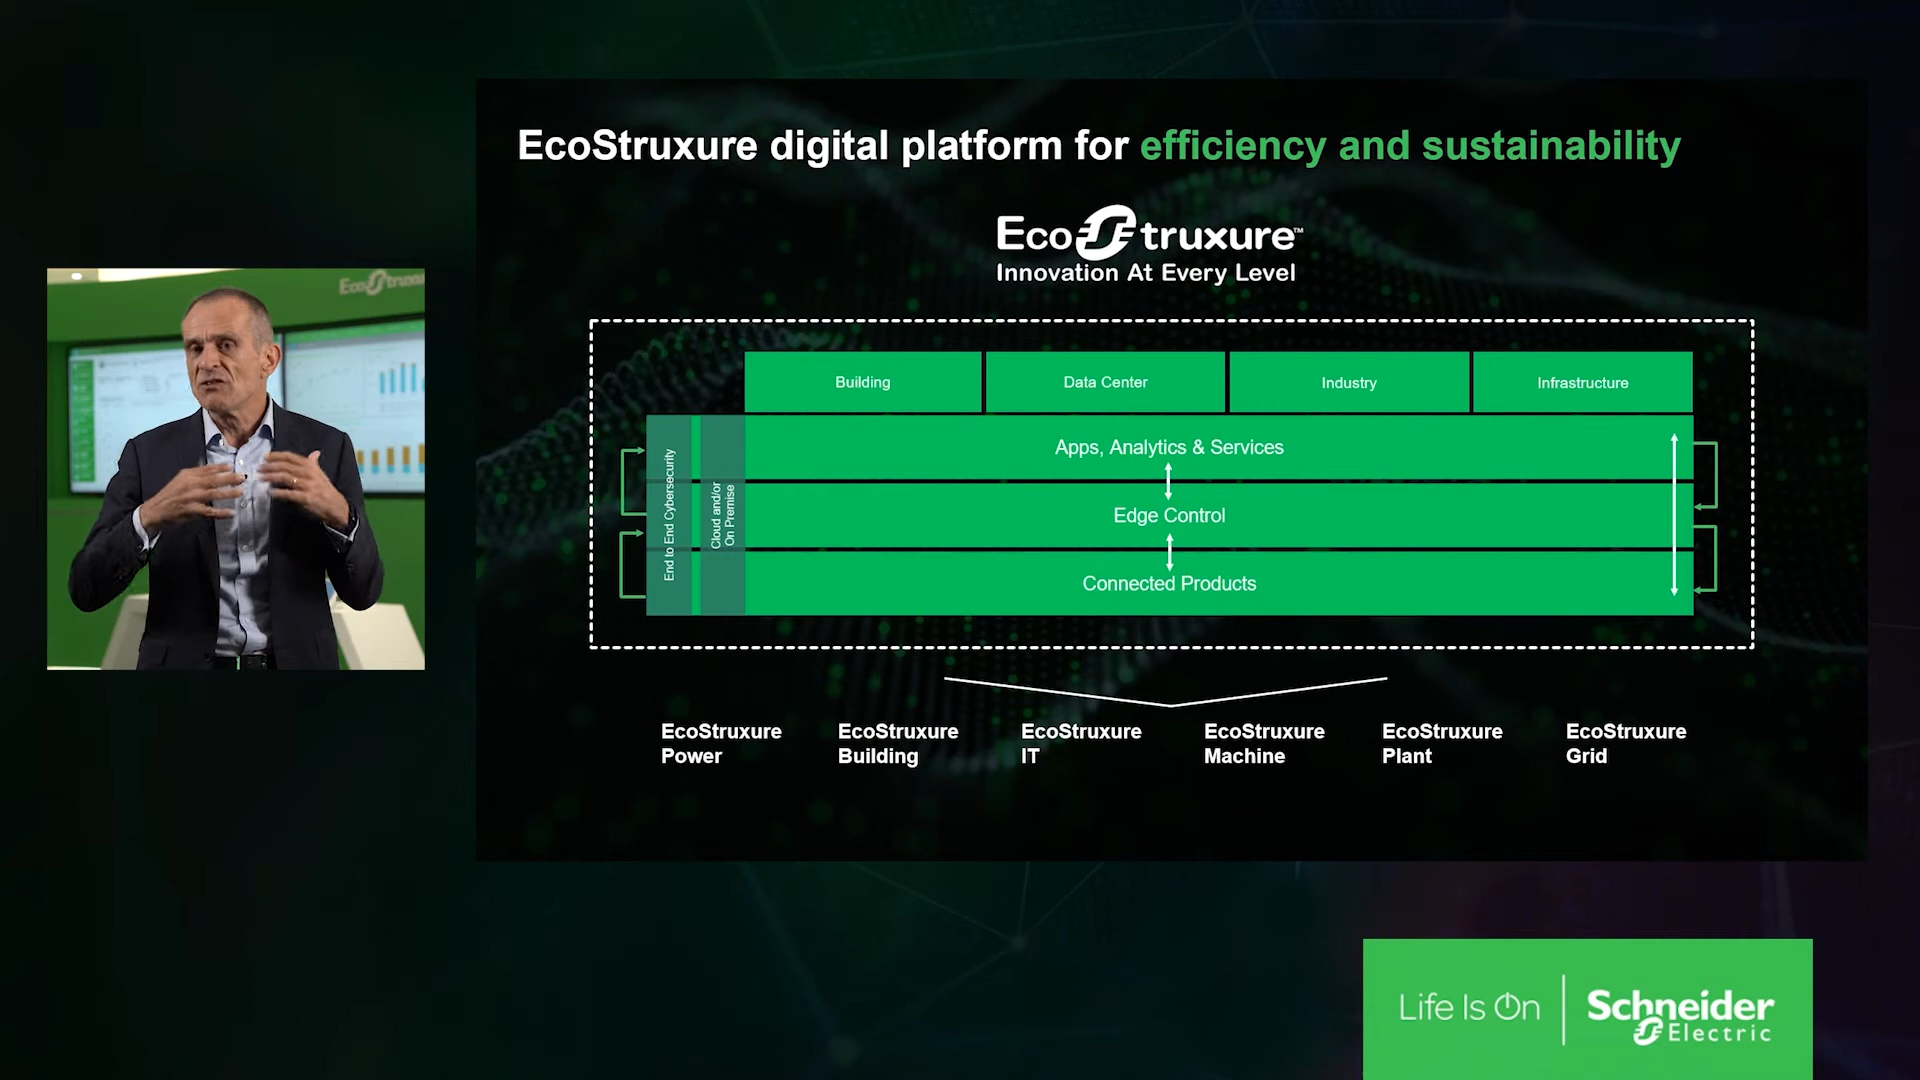 EcoStruxure digital platform for efficiency and sustainability
EcoStruxure™
Innovation At Every Level
EcoStruxure
Building
Data Center
Industry
Infrastructure
Apps, Analytics & Services
Edge Control
Connected Products
End to End Cybersecurity
Cloud and/or
On Premise
EcoStruxure
Power
EcoStruxure
Building
EcoStruxure
IT
EcoStruxure
Machine
EcoStruxure
Plant
EcoStruxure
Grid
Life Is On
Schneider
Electric